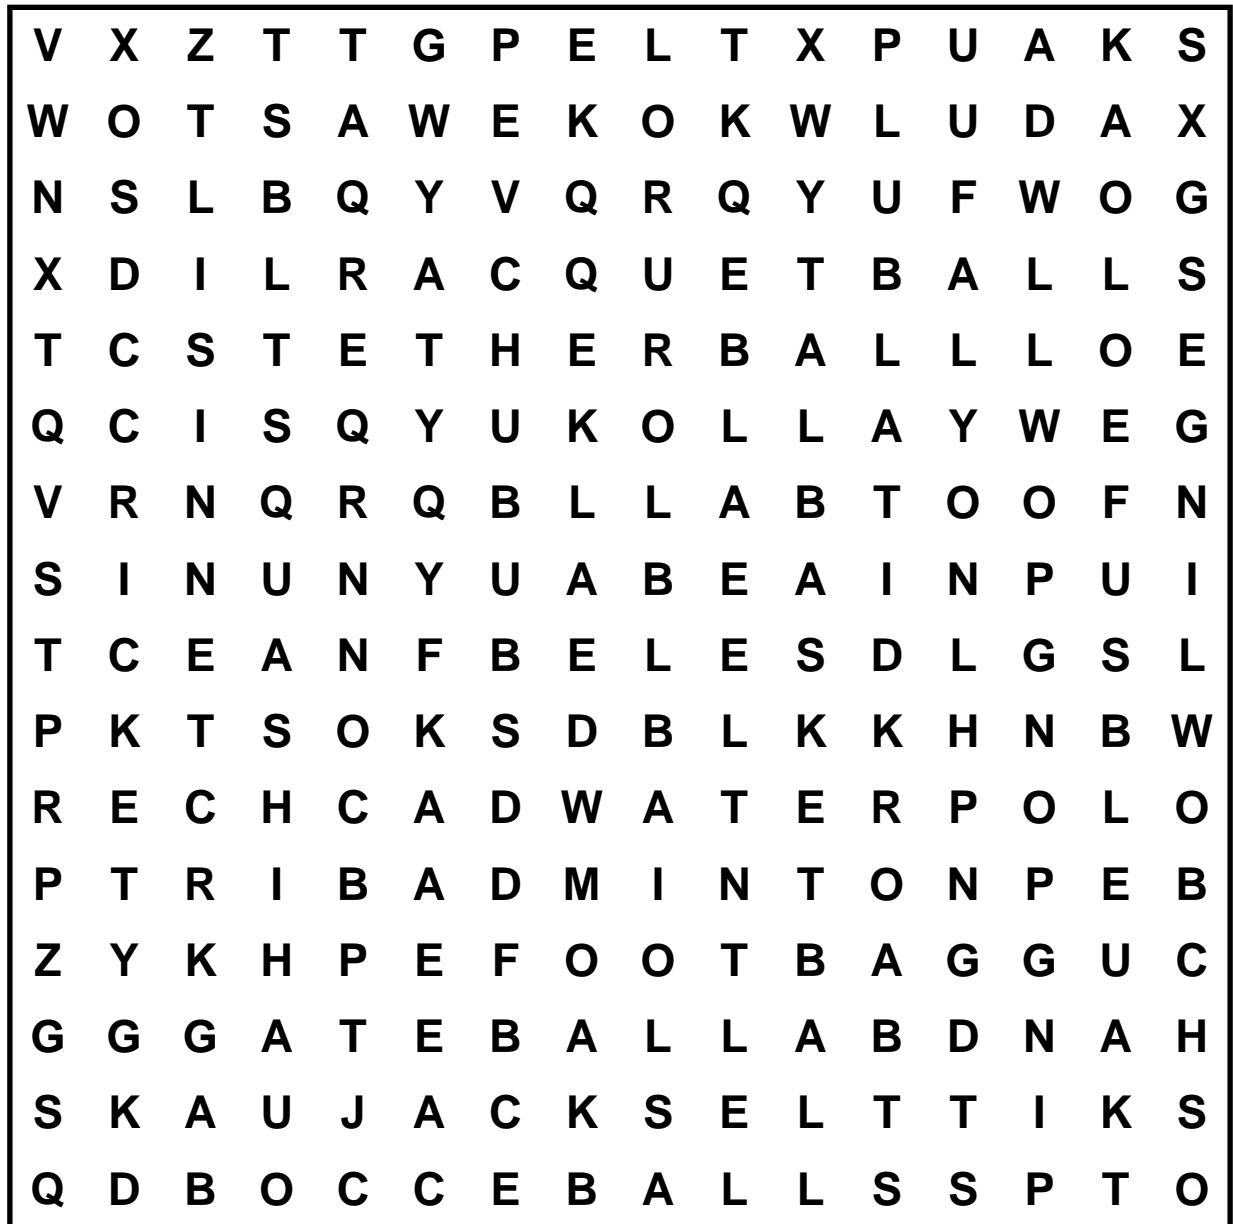 V X Z T T G P E L T X P U A K S
W O T S A W E K O K W L U D A X
N S L B Q Y V Q R Q Y U F W O G
X D I L R A C Q U E T B A L L S
T C S T E T H E R B A L L L O E
Q C I S Q Y U K O L L A Y W E G
V R N Q R Q B L L A B T O O F N
S I N U N Y U A B E A I N P U I
T C E A N F B E L E S D L G S L
P K T S O K S D B L K K H N B W
R E C H C A D W A T E R P O L O
P T R I B A D M I N T O N P E B
Z Y K H P E F O O T B A G G U C
G G G A T E B A L L A B D N A H
S K A U J A C K S E L T T I K S
Q D B O C C E B A L L S S P T O